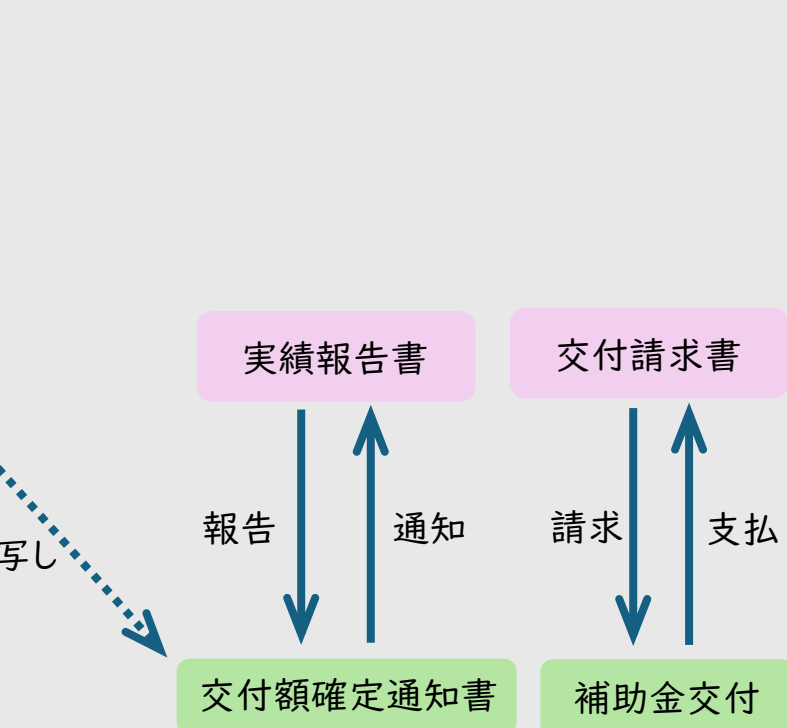 実績報告書
交付請求書
報告
通知
請求
支払
写し
交付額確定通知書
補助金交付